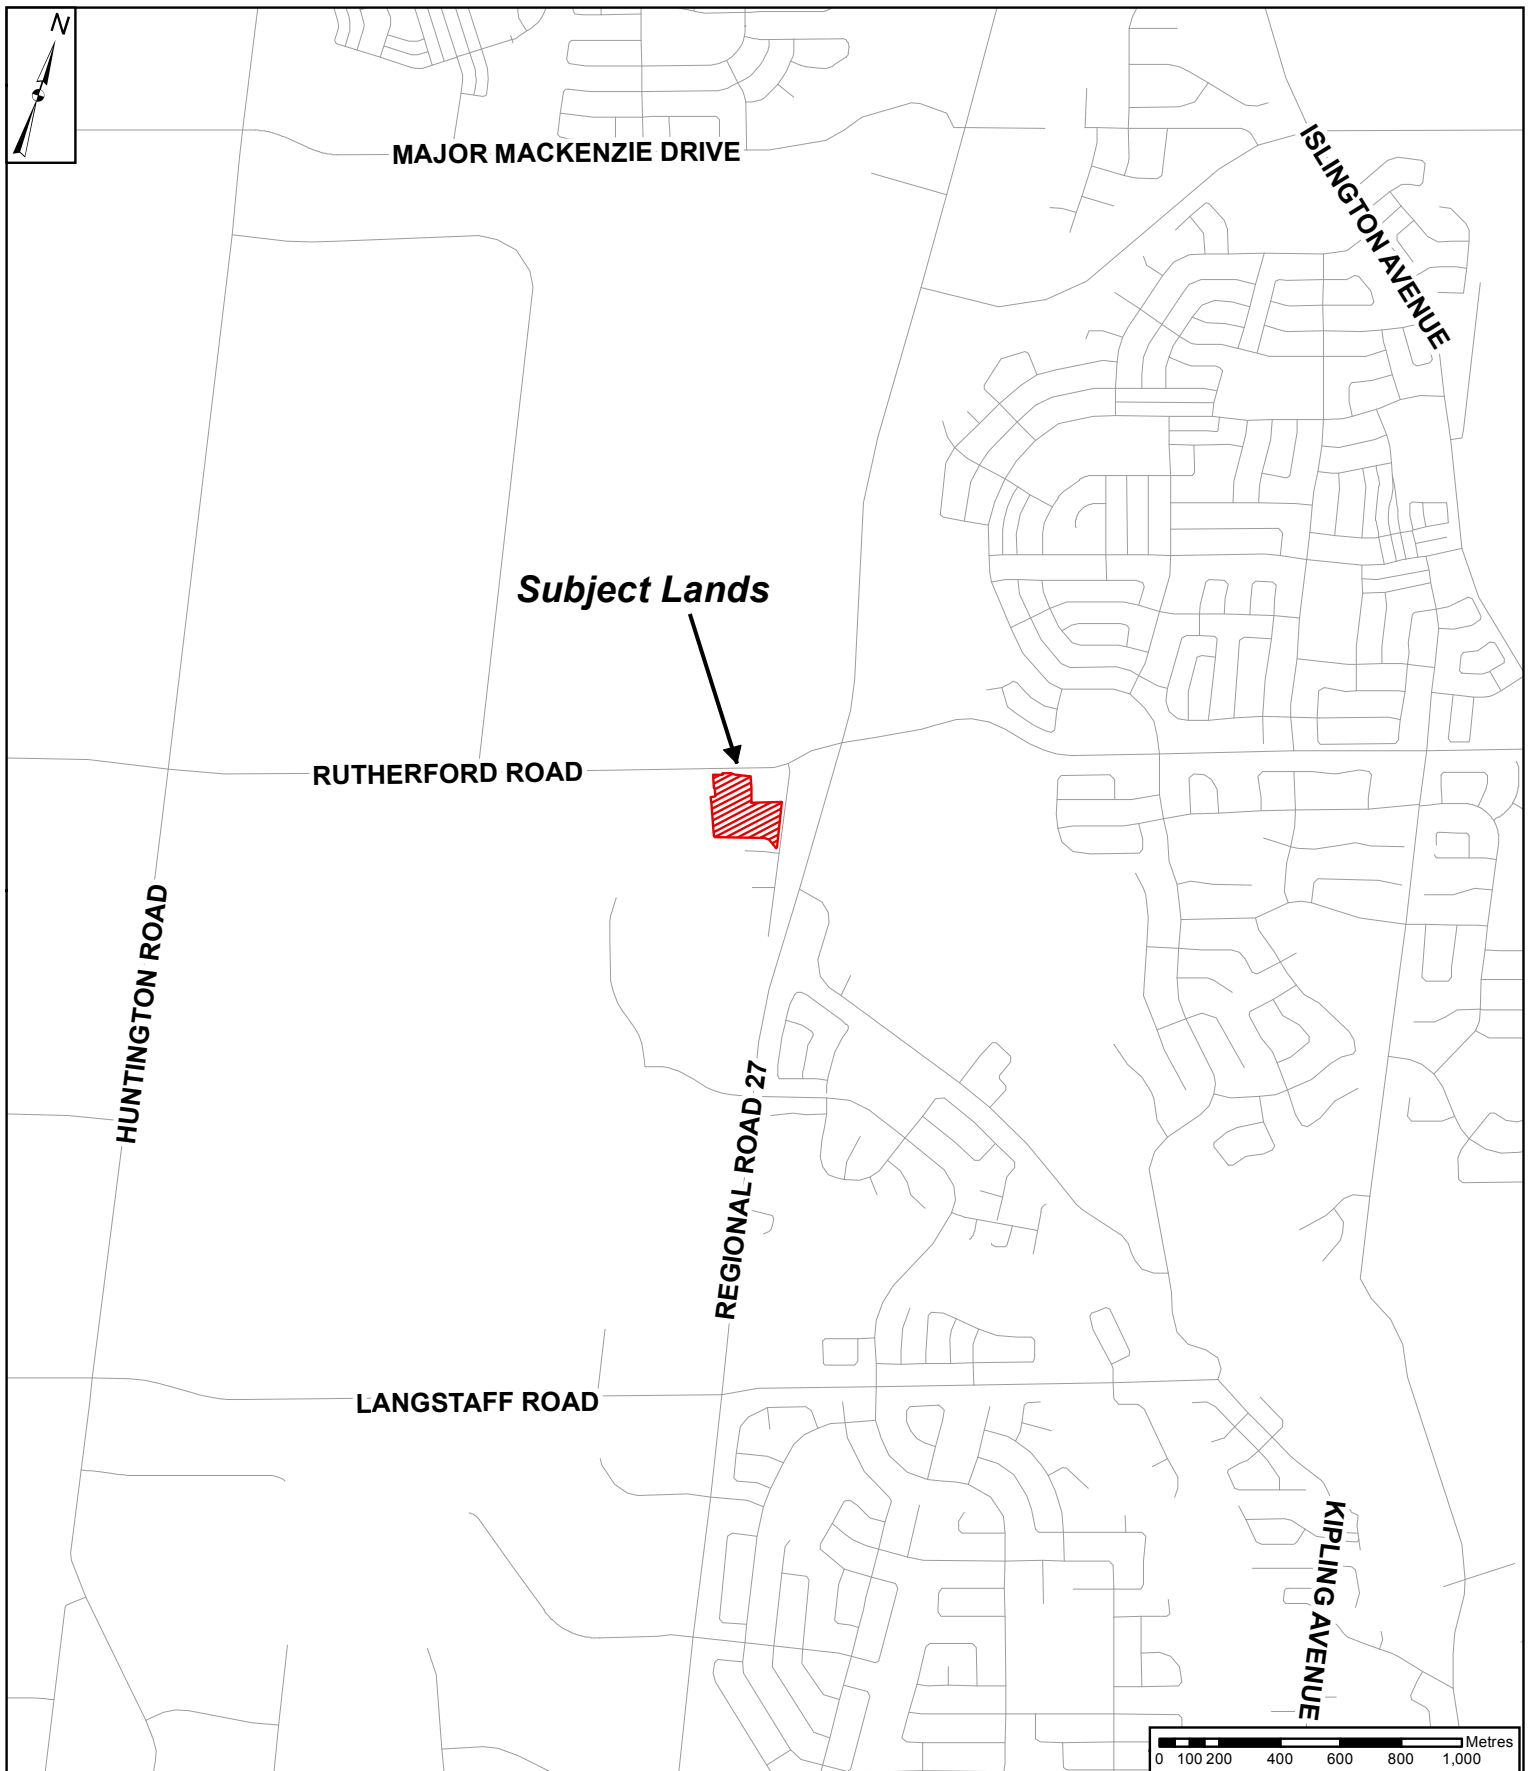 N
MAJOR MACKENZIE DRIVE
ISLINGTON AVENUE
Subject Lands
RUTHERFORD ROAD
HUNTINGTON ROAD
REGIONAL ROAD 27
LANGSTAFF ROAD
KIPLING AVENUE
Metres
0 100 200 400 600 800 1,000